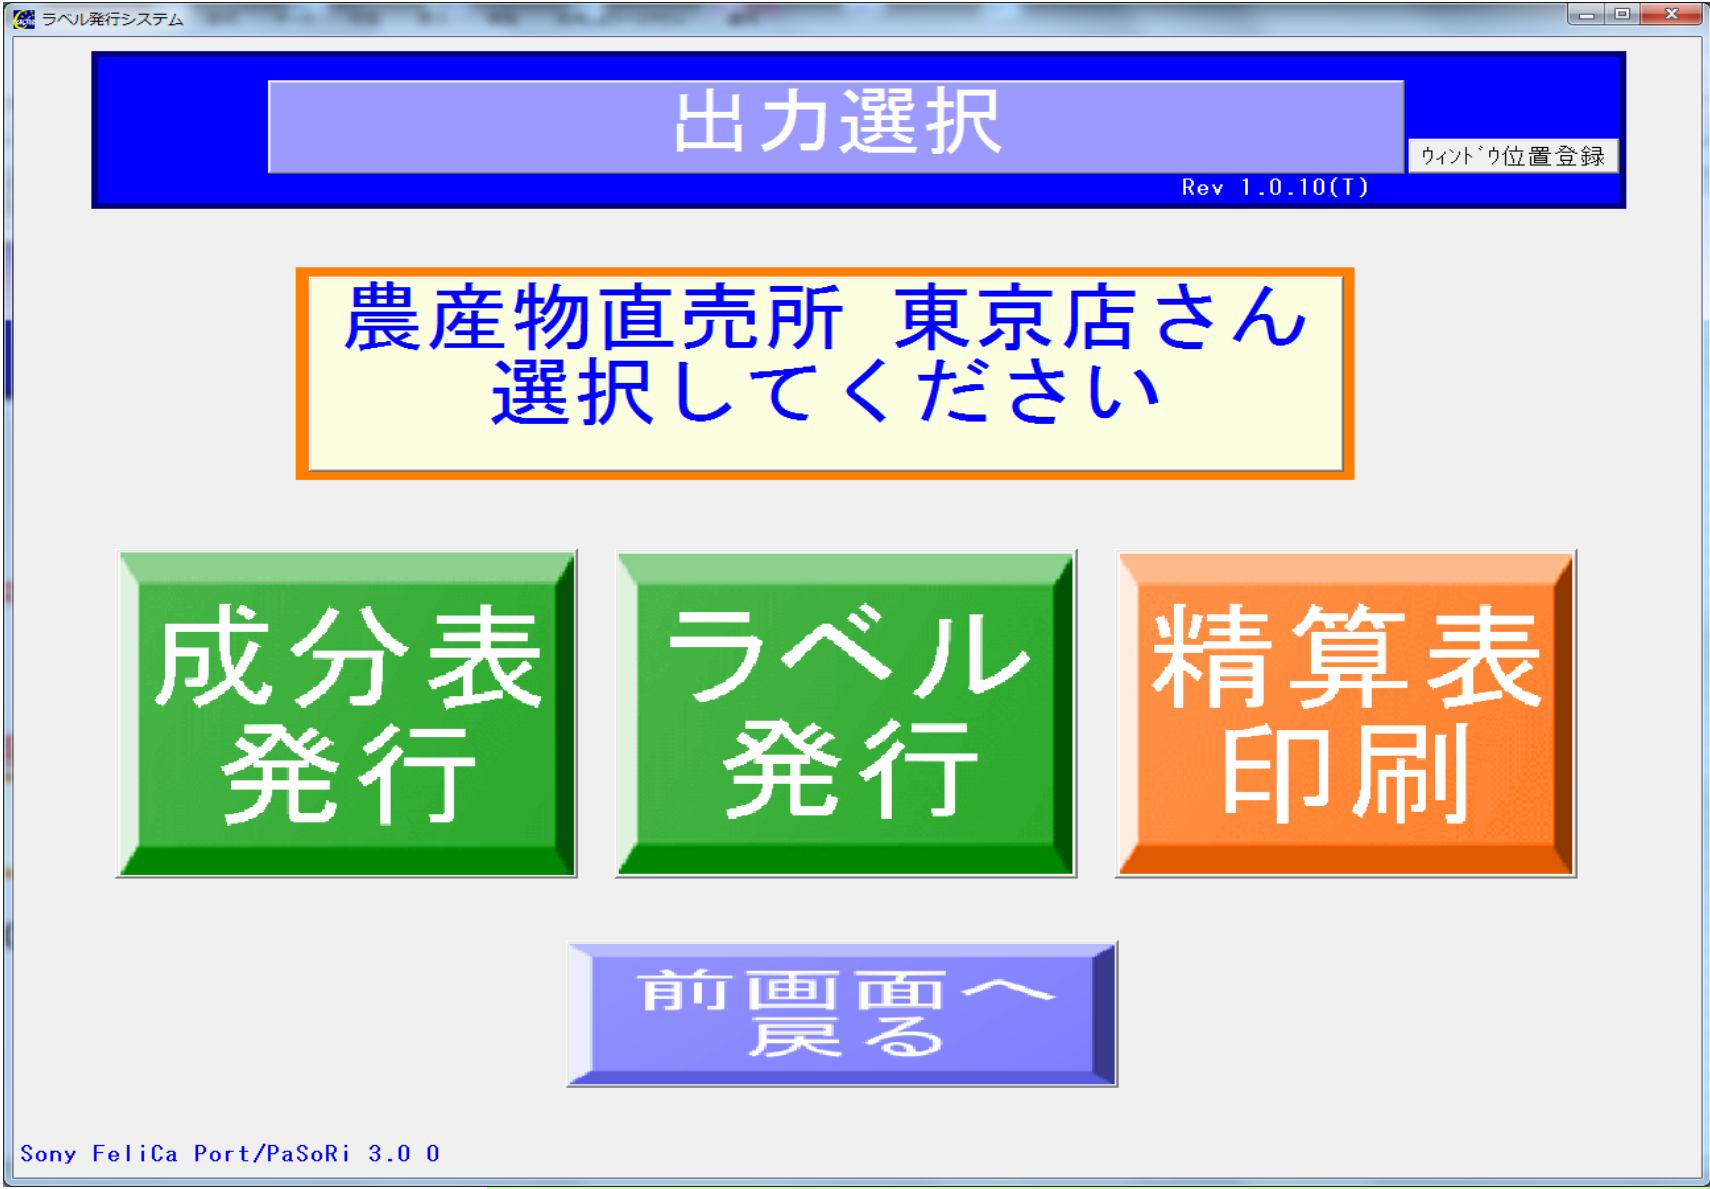 ラベル発行システム
出力選択
ｳｨﾝﾄﾞｳ位置登録
Rev 1.0.10(T)
農産物直売所 東京店さん
選択してください
成分表
発行
ラベル
発行
精算表
印刷
前画面へ
戻る
Sony FeliCa Port/PaSoRi 3.0 0